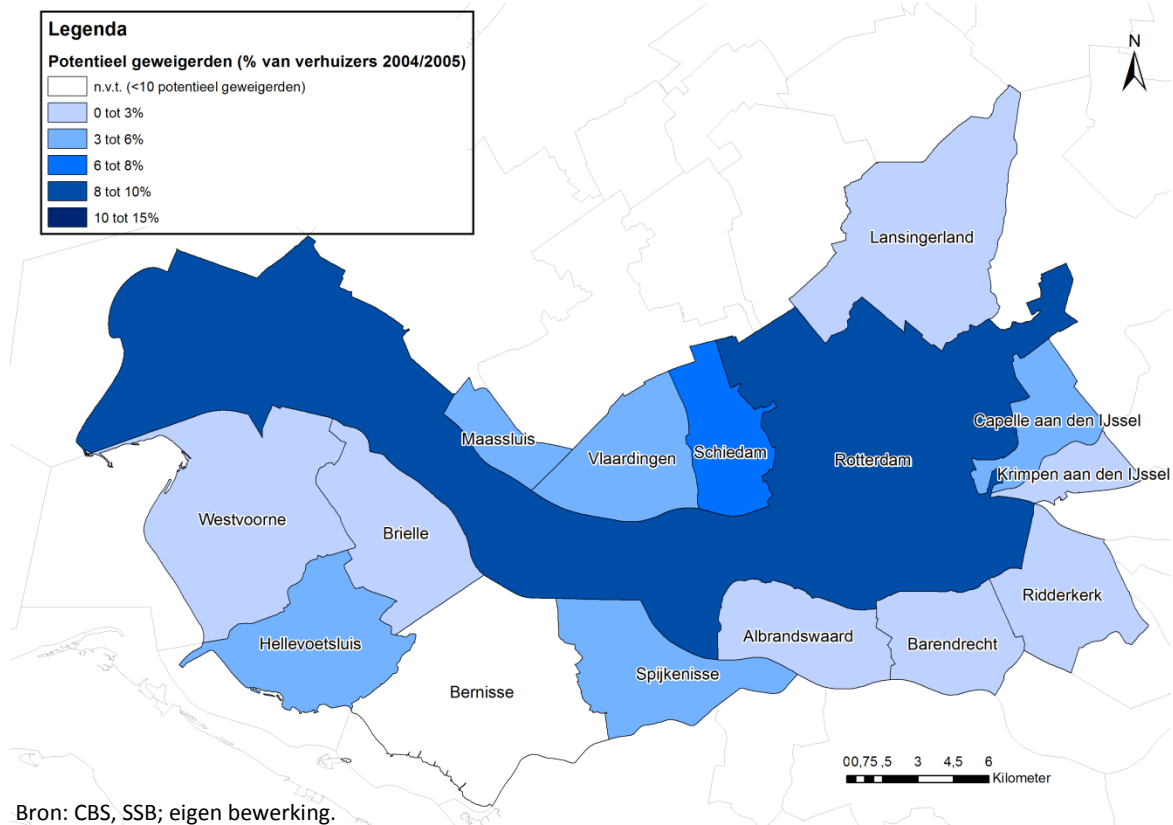 Legenda
Potentieel geweigerden (% van verhuizers 2004/2005)
n.v.t. (<10 potentieel geweigerden)
0 tot 3%
3 tot 6%
6 tot 8%
8 tot 10%
10 tot 15%
N
Lansingerland
Maassluis
Vlaardingen
Schiedam
Rotterdam
Capelle aan den IJssel
Krimpen aan den IJssel
Westvoorne
Brielle
Hellevoetsluis
Bernisse
Spijkenisse
Albrandswaard
Barendrecht
Ridderkerk
00,751,5 3 4,5 6
Kilometer
Bron: CBS, SSB; eigen bewerking.